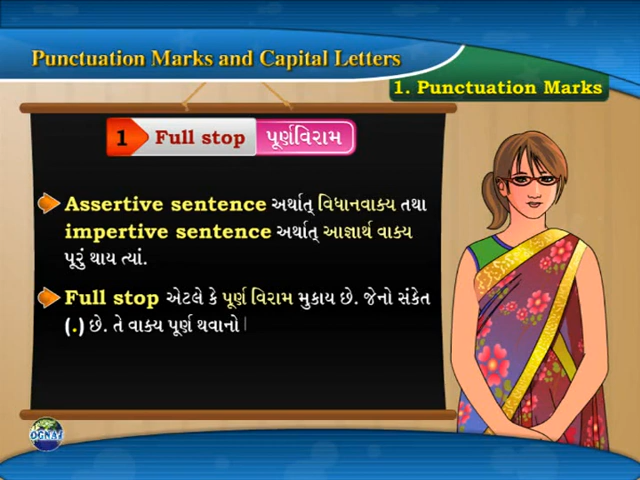 Punctuation Marks and Capital Letters
1. Punctuation Marks
1 Full stop પૂર્ણવિરામ
Assertive sentence અર્થાત્ વિધાનવાક્ય તથા
impertive sentence અર્થાત્ આજ્ઞાર્થ વાક્ય
પૂરું થાય ત્યાં.
Full stop એટલે કે પૂર્ણ વિરામ મુકાય છે. જેનો સંકેત
(.) છે. તે વાક્ય પૂર્ણ થવાનો
OGNAI